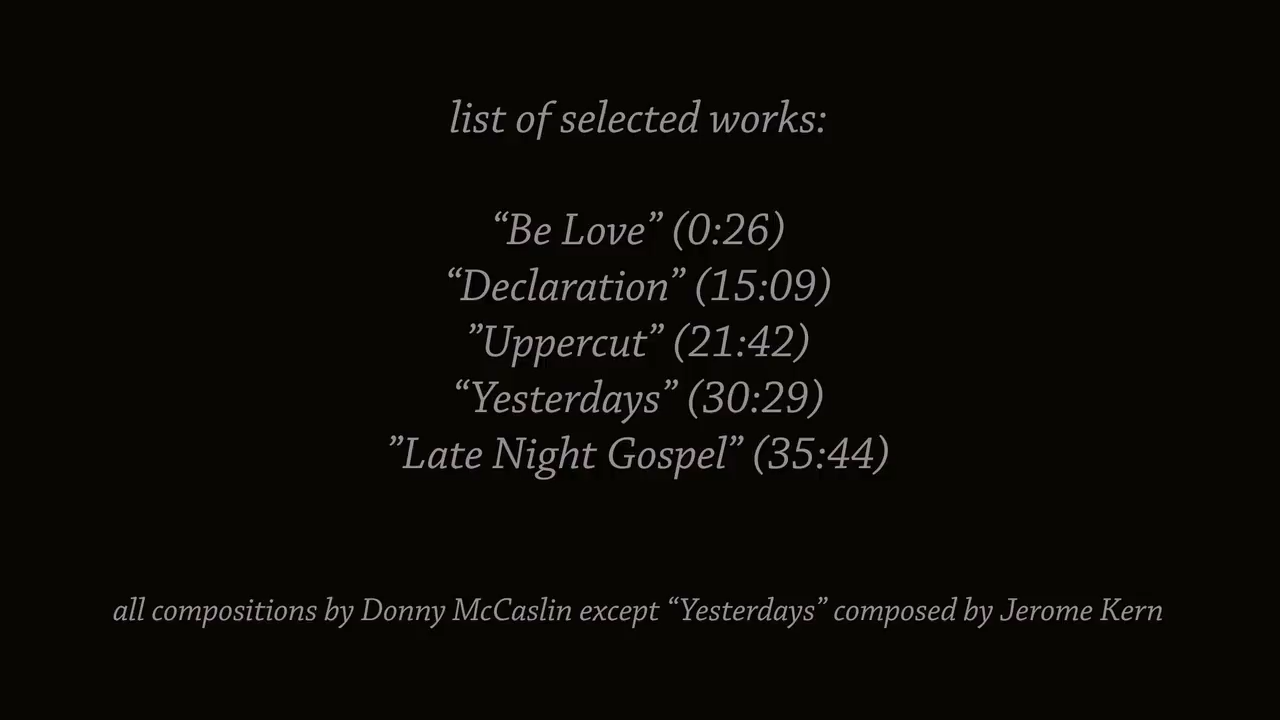 list of selected works:
“Be Love” (0:26)
“Declaration” (15:09)
”Uppercut” (21:42)
“Yesterdays” (30:29)
”Late Night Gospel” (35:44)
all compositions by Donny McCaslin except “Yesterdays” composed by Jerome Kern